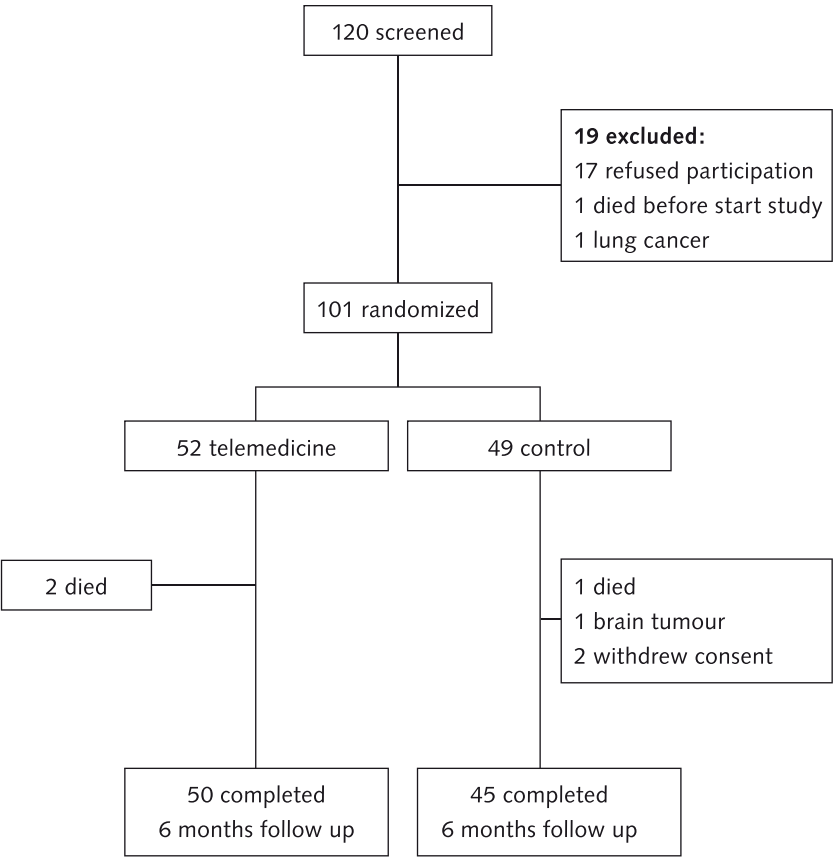 120 screened
19 excluded:
17 refused participation
1 died before start study
1 lung cancer
101 randomized
52 telemedicine
49 control
2 died
1 died
1 brain tumour
2 withdrew consent
50 completed
6 months follow up
45 completed
6 months follow up